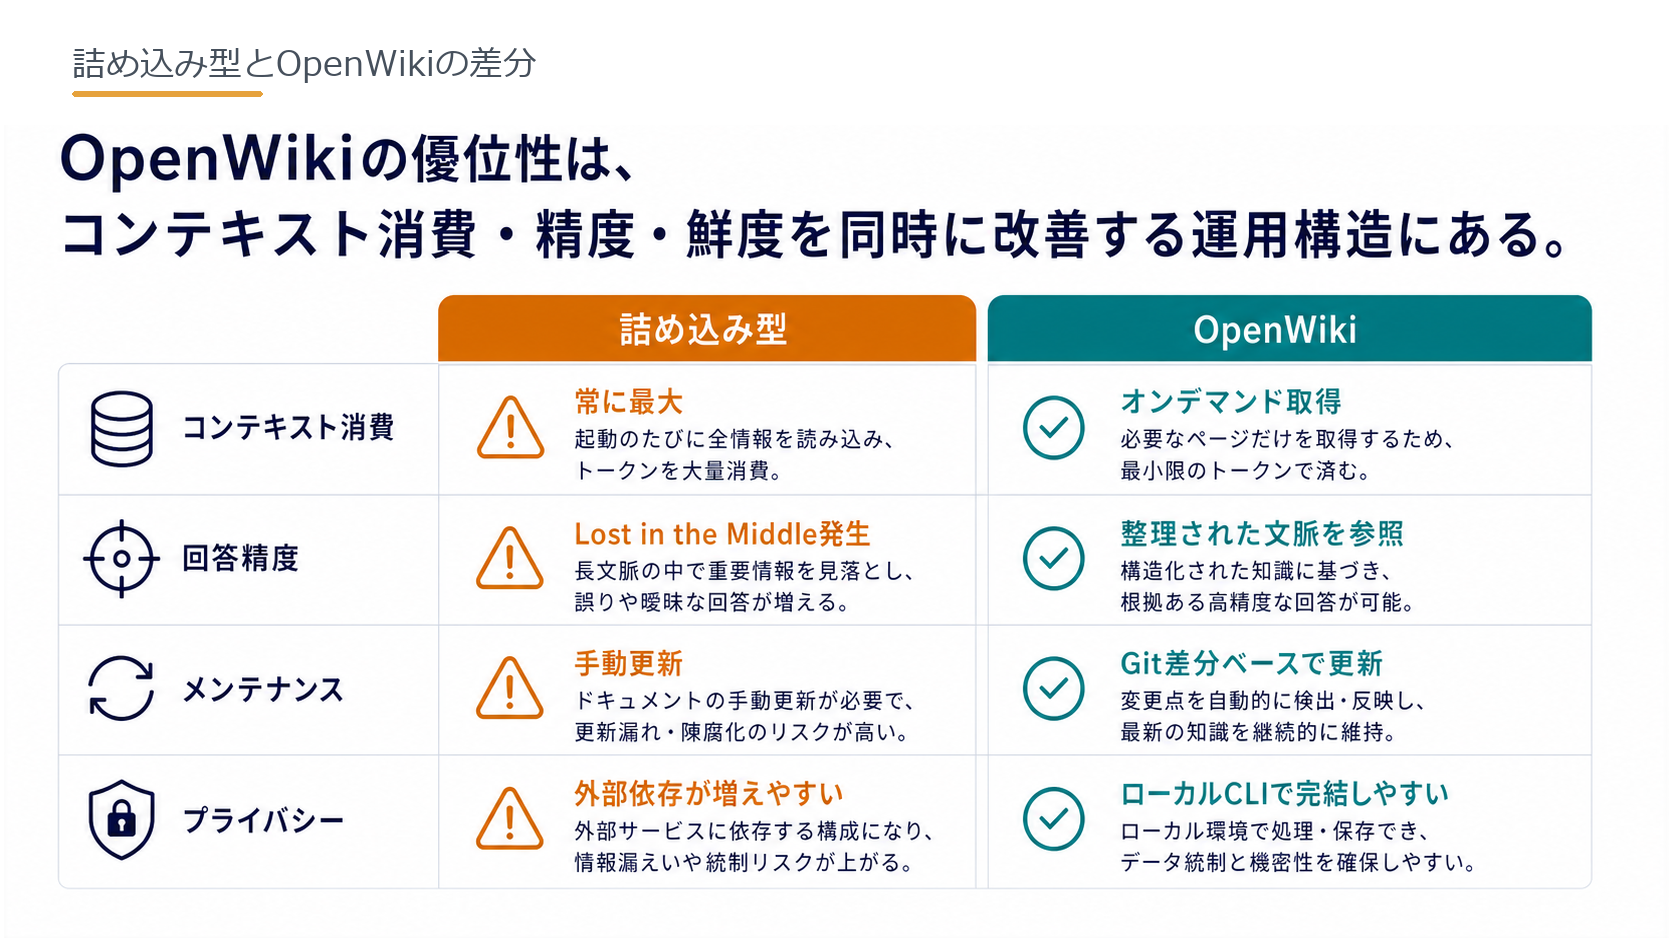 詰め込み型とOpenWikiの差分
OpenWikiの優位性は、
コンテキスト消費・精度・鮮度を同時に改善する運用構造にある。
詰め込み型
OpenWiki
コンテキスト消費
常に最大
起動のたびに全情報を読み込み、
トークンを大量消費。
オンデマンド取得
必要なページだけを取得するため、
最小限のトークンで済む。
回答精度
Lost in the Middle発生
長文脈の中で重要情報を見落とし、
誤りや曖昧な回答が増える。
整理された文脈を参照
構造化された知識に基づき、
根拠ある高精度な回答が可能。
メンテナンス
手動更新
ドキュメントの手動更新が必要で、
更新漏れ・陳腐化のリスクが高い。
Git差分ベースで更新
変更点を自動的に検出・反映し、
最新の知識を継続的に維持。
プライバシー
外部依存が増えやすい
外部サービスに依存する構成になり、
情報漏えいや統制リスクが上がる。
ローカルCLIで完結しやすい
ローカル環境で処理・保存でき、
データ統制と機密性を確保しやすい。